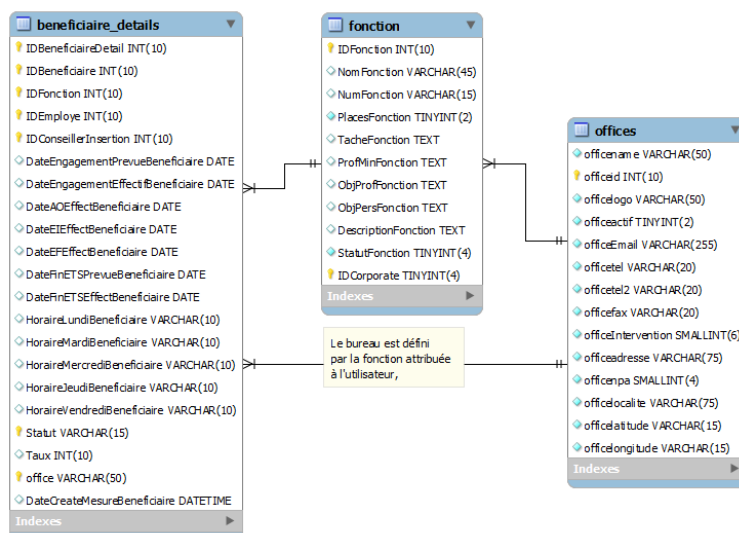 beneficiaire_details
IDBeneficiaireDetail INT(10)
IDBeneficiaire INT(10)
IDFonction INT(10)
IDEmploye INT(10)
IDConseillerInsertion INT(10)
DateEngagementPrevueBeneficiaire DATE
DateEngagementEffectifBeneficiaire DATE
DateAOEffectBeneficiaire DATE
DateEIEffectBeneficiaire DATE
DateEFEffectBeneficiaire DATE
DateFinETSPrevueBeneficiaire DATE
DateFinETSEffectBeneficiaire DATE
HoraireLundiBeneficiaire VARCHAR(10)
HoraireMardiBeneficiaire VARCHAR(10)
HoraireMercrediBeneficiaire VARCHAR(10)
HoraireJeudiBeneficiaire VARCHAR(10)
HoraireVendrediBeneficiaire VARCHAR(10)
Statut VARCHAR(15)
Taux INT(10)
office VARCHAR(50)
DateCreateMesureBeneficiaire DATETIME
Indexes
fonction
IDFonction INT(10)
NomFonction VARCHAR(45)
NumFonction VARCHAR(15)
PlacesFonction TINYINT(2)
TacheFonction TEXT
ProfMinFonction TEXT
ObjProfFonction TEXT
ObjPersFonction TEXT
DescriptionFonction TEXT
StatutFonction TINYINT(4)
IDCorporate TINYINT(4)
Indexes
Le bureau est défini
par la fonction attribuée
à l'utilisateur,
offices
officename VARCHAR(50)
officeid INT(10)
officelogo VARCHAR(50)
officeactif TINYINT(2)
officeEmail VARCHAR(255)
officetel VARCHAR(20)
officetel2 VARCHAR(20)
officefax VARCHAR(20)
officeIntervention SMALLINT(6)
officeadresse VARCHAR(75)
officenpa SMALLINT(4)
officelocalite VARCHAR(75)
officelatitude VARCHAR(15)
officelongitude VARCHAR(15)
Indexes